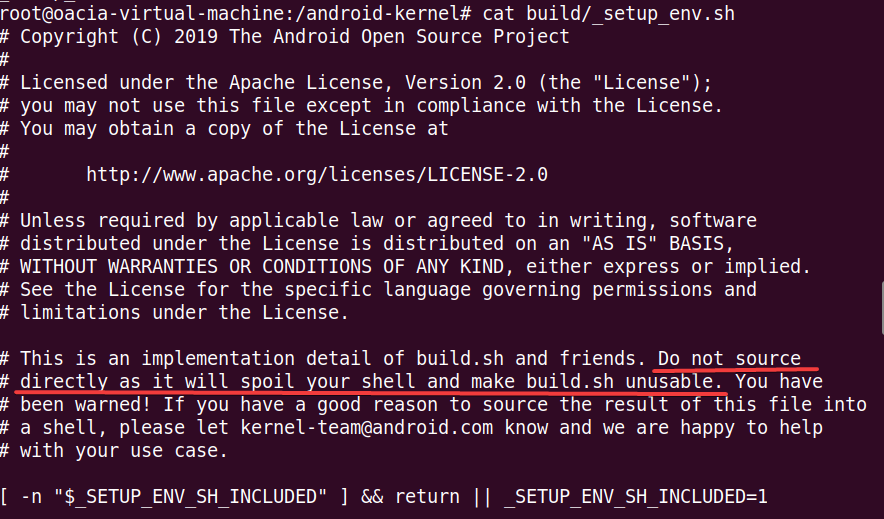 root@oacia-virtual-machine:/android-kernel# cat build/_setup_env.sh
# Copyright (C) 2019 The Android Open Source Project
#
# Licensed under the Apache License, Version 2.0 (the "License");
# you may not use this file except in compliance with the License.
# You may obtain a copy of the License at
#
#       http://www.apache.org/licenses/LICENSE-2.0
#
# Unless required by applicable law or agreed to in writing, software
# distributed under the License is distributed on an "AS IS" BASIS,
# WITHOUT WARRANTIES OR CONDITIONS OF ANY KIND, either express or implied.
# See the License for the specific language governing permissions and
# limitations under the License.
# This is an implementation detail of build.sh and friends. Do not source
# directly as it will spoil your shell and make build.sh unusable. You have
# been warned! If you have a good reason to source the result of this file into
# a shell, please let kernel-team@android.com know and we are happy to help
# with your use case.
[ -n "$_SETUP_ENV_SH_INCLUDED" ] && return || _SETUP_ENV_SH_INCLUDED=1